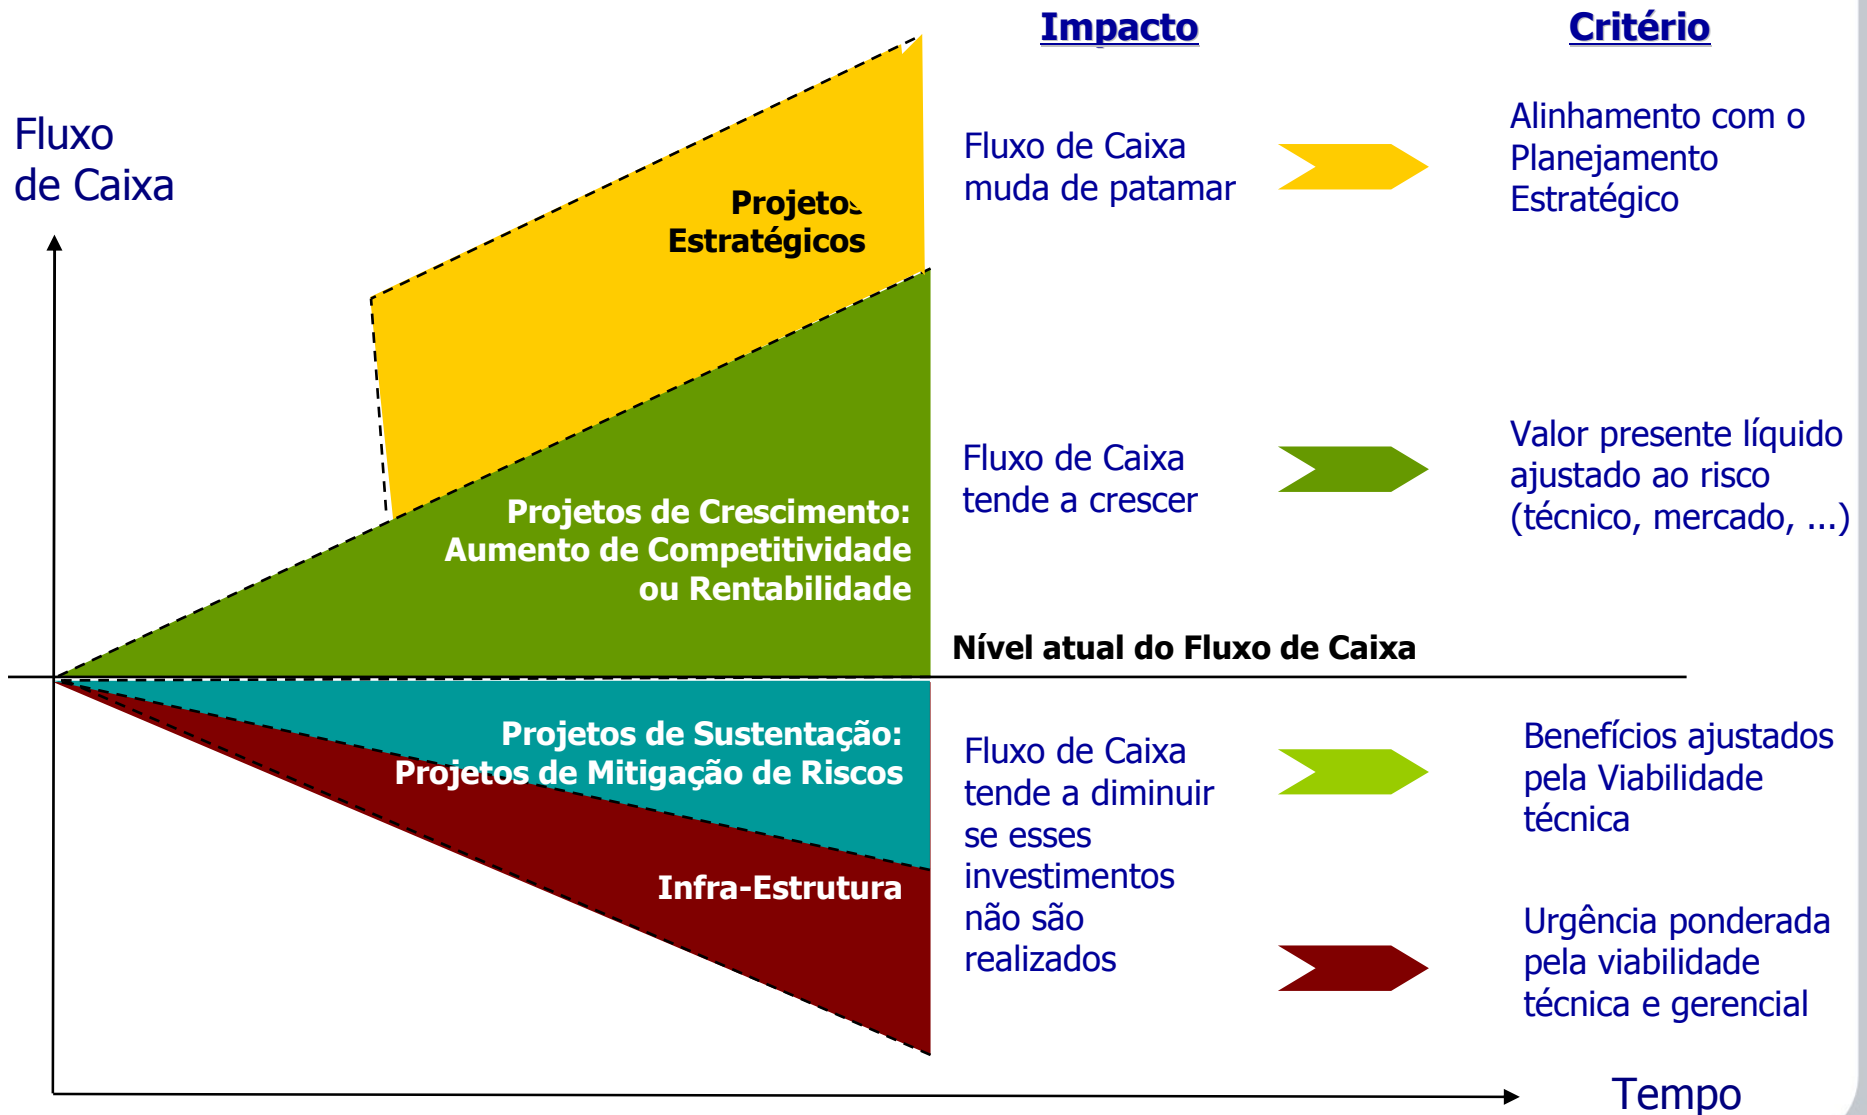 Impacto
Critério
Fluxo
de Caixa
Projetos
Estratégicos
Fluxo de Caixa
muda de patamar
Alinhamento com o
Planejamento
Estratégico
Projetos de Crescimento:
Aumento de Competitividade
ou Rentabilidade
Fluxo de Caixa
tende a crescer
Valor presente líquido
ajustado ao risco
(técnico, mercado, ...)
Nível atual do Fluxo de Caixa
Projetos de Sustentação:
Projetos de Mitigação de Riscos
Infra-Estrutura
Fluxo de Caixa
tende a diminuir
se esses
investimentos
não são
realizados
Benefícios ajustados
pela Viabilidade
técnica
Urgência ponderada
pela viabilidade
técnica e gerencial
Tempo